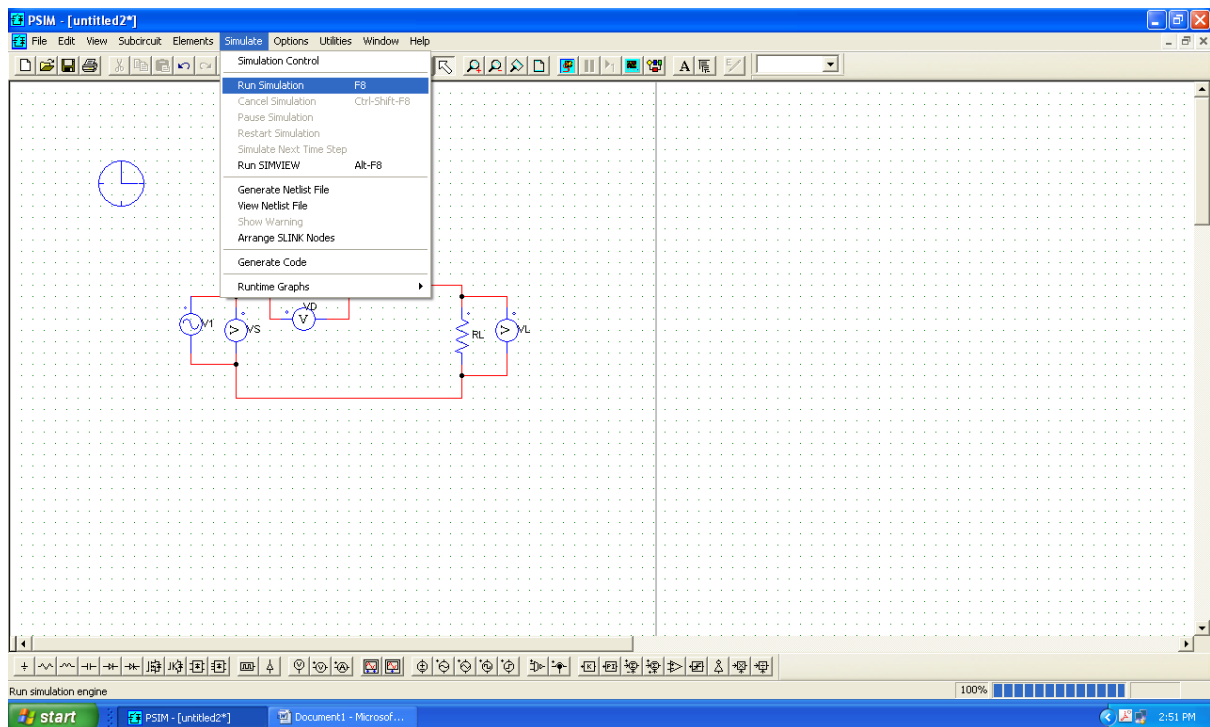 PSIM - [untitled2*]
File Edit View Subcircuit Elements Simulate Options Utilities Window Help
Simulation Control
Run Simulation F8
Cancel Simulation Ctrl-Shift-F8
Pause Simulation
Restart Simulation
Simulate Next Time Step
Run SIMVIEW Alt-F8
Generate Netlist File
View Netlist File
Show Warning
Arrange SLINK Nodes
Generate Code
Runtime Graphs
VD
V
V1
V
VS
RL
V
VL
Run simulation engine
100%
start
PSIM - [untitled2*]
Document1 - Microsof...
2:51 PM